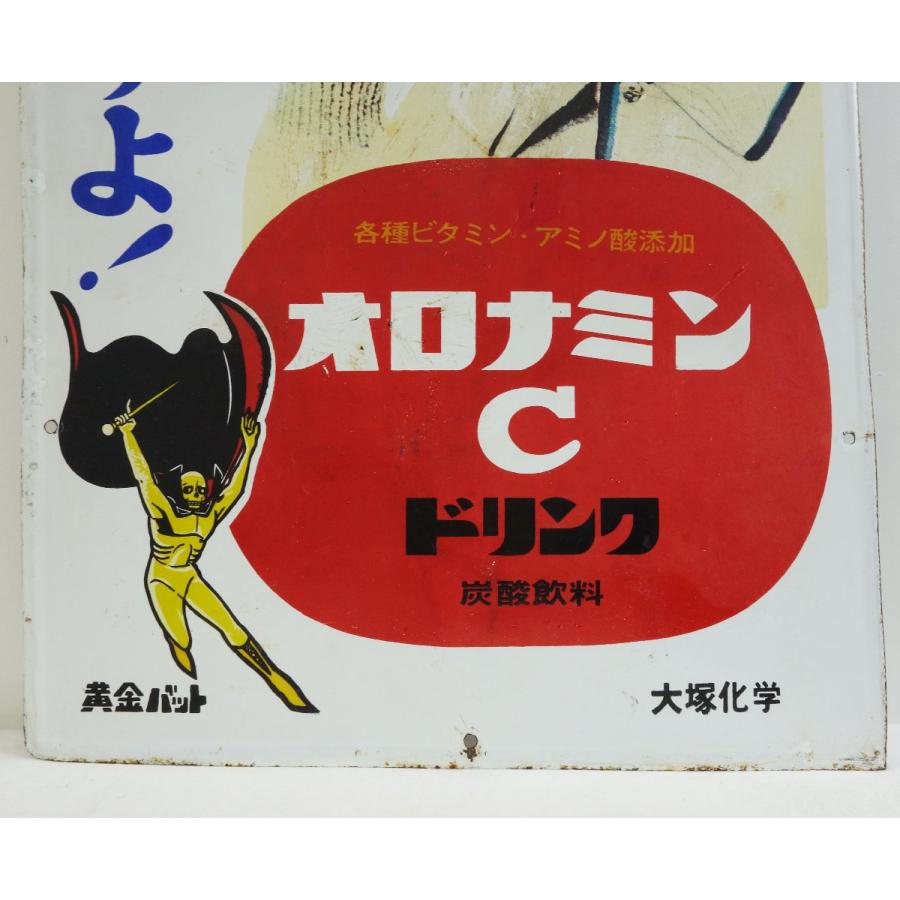 よ!
各種ビタミン・アミノ酸添加
オロナミン
C
ドリンク
炭酸飲料
黄金バット
大塚化学